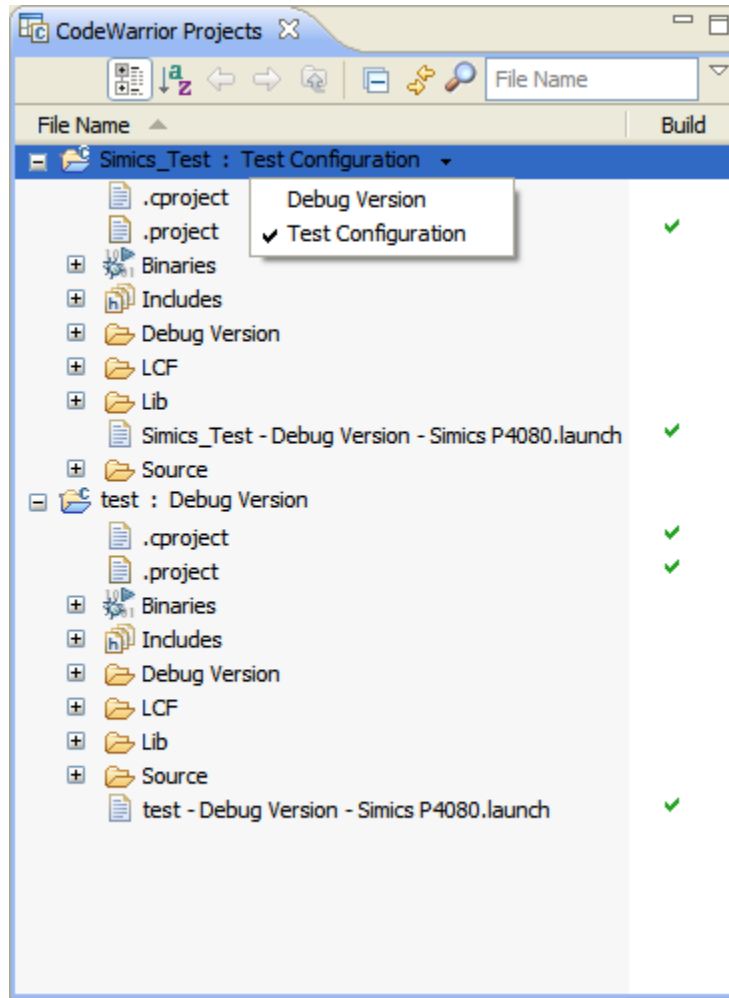 CodeWarrior Projects
File Name
File Name Build
Simics_Test : Test Configuration
.cproject
Debug Version
.project
Test Configuration
Binaries
Includes
Debug Version
LCF
Lib
Simics_Test - Debug Version - Simics P4080.launch
Source
test : Debug Version
.cproject
.project
Binaries
Includes
Debug Version
LCF
Lib
Source
test - Debug Version - Simics P4080.launch